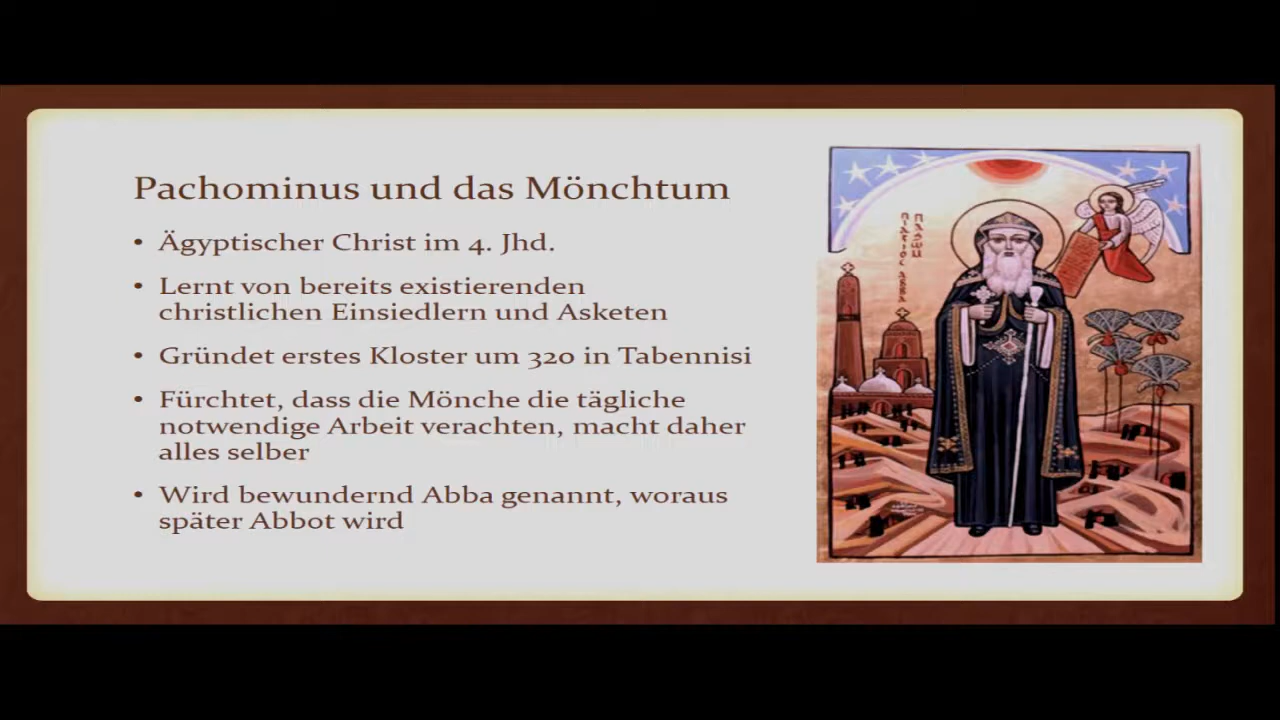 Pachominus und das Mönchtum
• Ägyptischer Christ im 4. Jhd.
• Lernt von bereits existierenden
christlichen Einsiedlern und Asketen
• Gründet erstes Kloster um 320 in Tabennisi
• Fürchtet, dass die Mönche die tägliche
notwendige Arbeit verachten, macht daher
alles selber
• Wird bewundernd Abba genannt, woraus
später Abbot wird